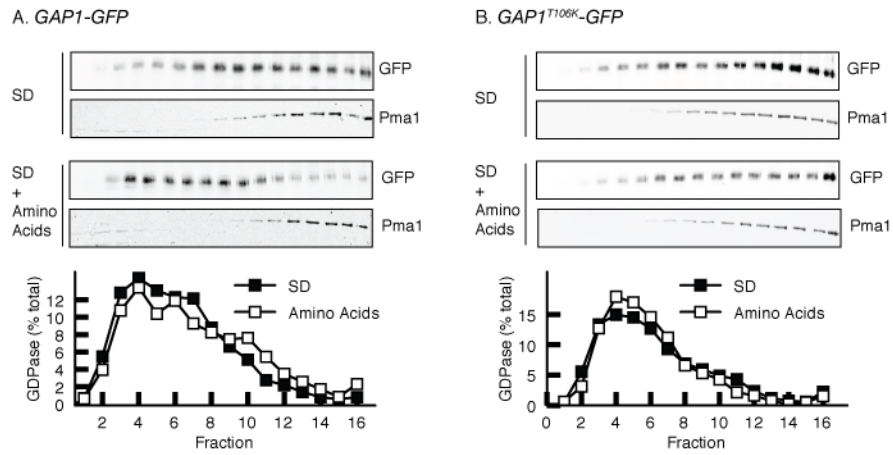 A. GAP1-GFP
SD
GFP
Pma1
SD
+
Amino
Acids
GFP
Pma1
GDPase (% total)
12
10
8
6
4
2
0
SD
Amino Acids
2 4 6 8 10 12 14 16
Fraction
B. GAP1T106K-GFP
SD
GFP
Pma1
SD
+
Amino
Acids
GFP
Pma1
GDPase (% total)
15
10
5
0
SD
Amino Acids
0 2 4 6 8 10 12 14 16
Fraction